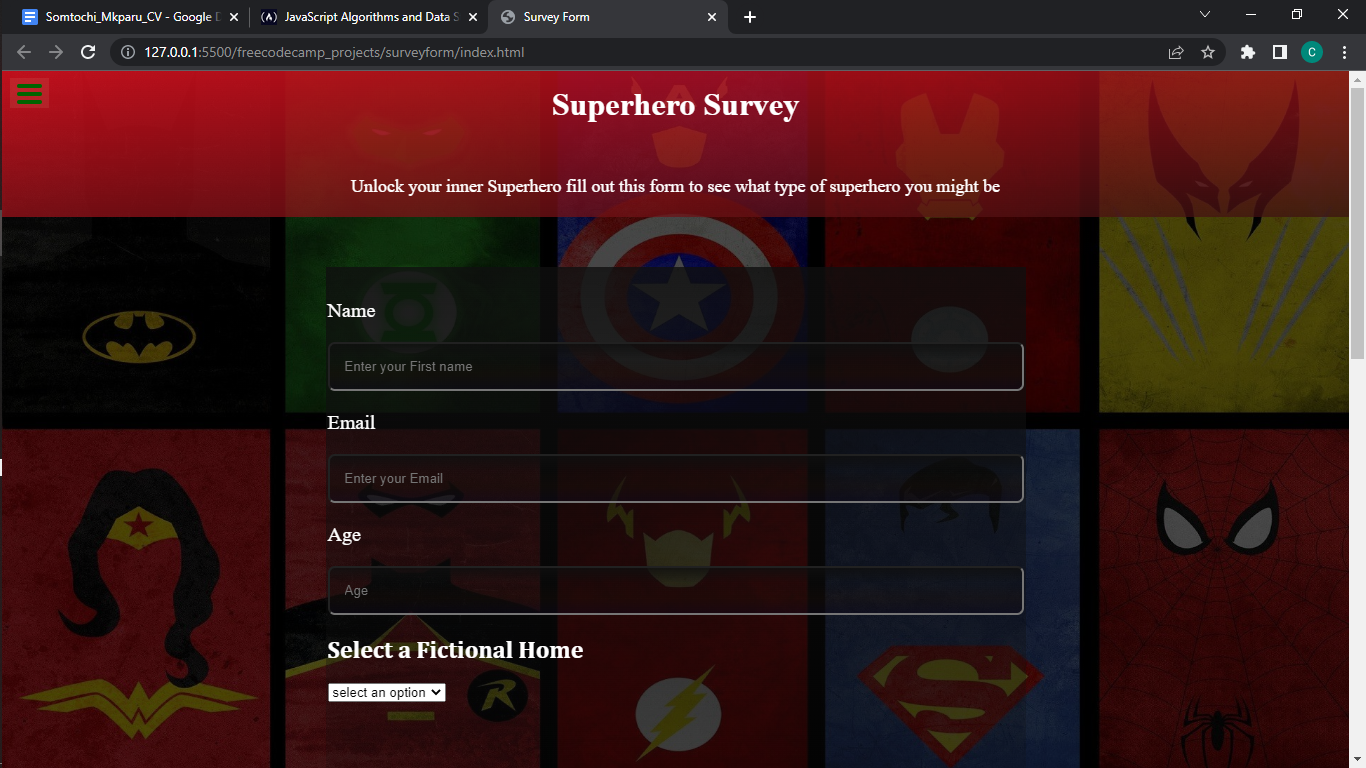 Somtochi_Mkparu_CV - Google D
JavaScript Algorithms and Data S
Survey Form
127.0.0.1:5500/freecodecamp_projects/surveyform/index.html
C
Superhero Survey
Unlock your inner Superhero fill out this form to see what type of superhero you might be
Name
Enter your First name
Email
Enter your Email
Age
Age
Select a Fictional Home
select an option
R
S